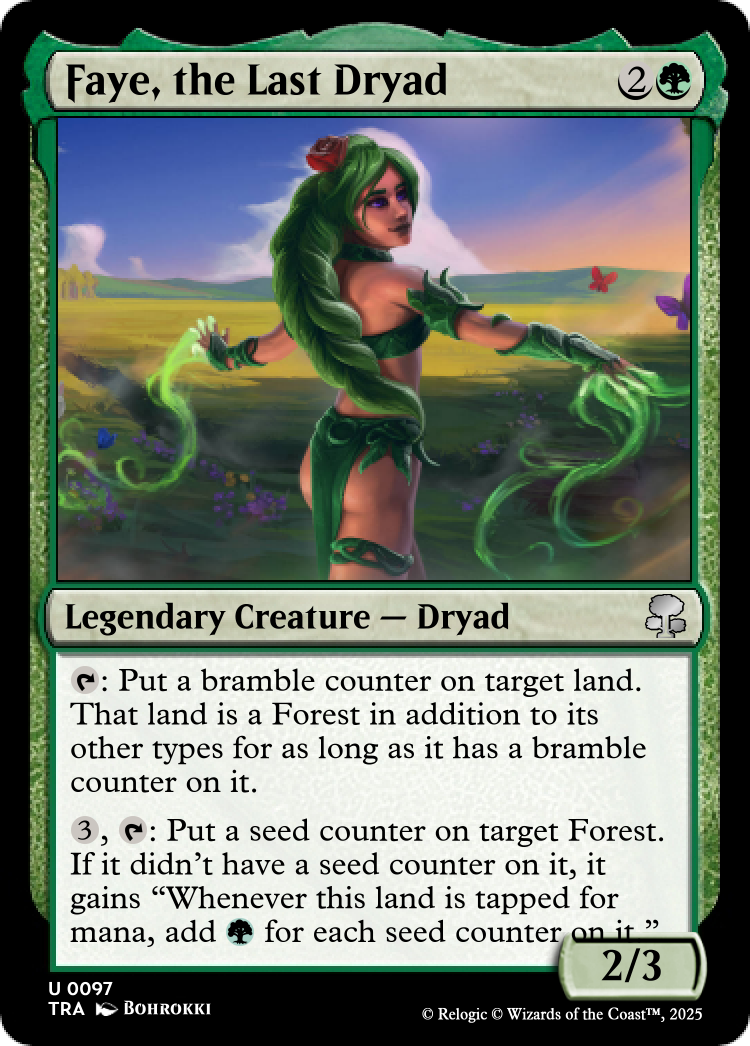 Faye, the Last Dryad 2
Legendary Creature — Dryad
: Put a bramble counter on target land.
That land is a Forest in addition to its
other types for as long as it has a bramble
counter on it.
3, : Put a seed counter on target Forest.
If it didn't have a seed counter on it, it
gains “Whenever this land is tapped for
mana, add for each seed counter on it.”
2/3
U 0097
TRA BOHROKKI
© Relogic © Wizards of the Coast™, 2025